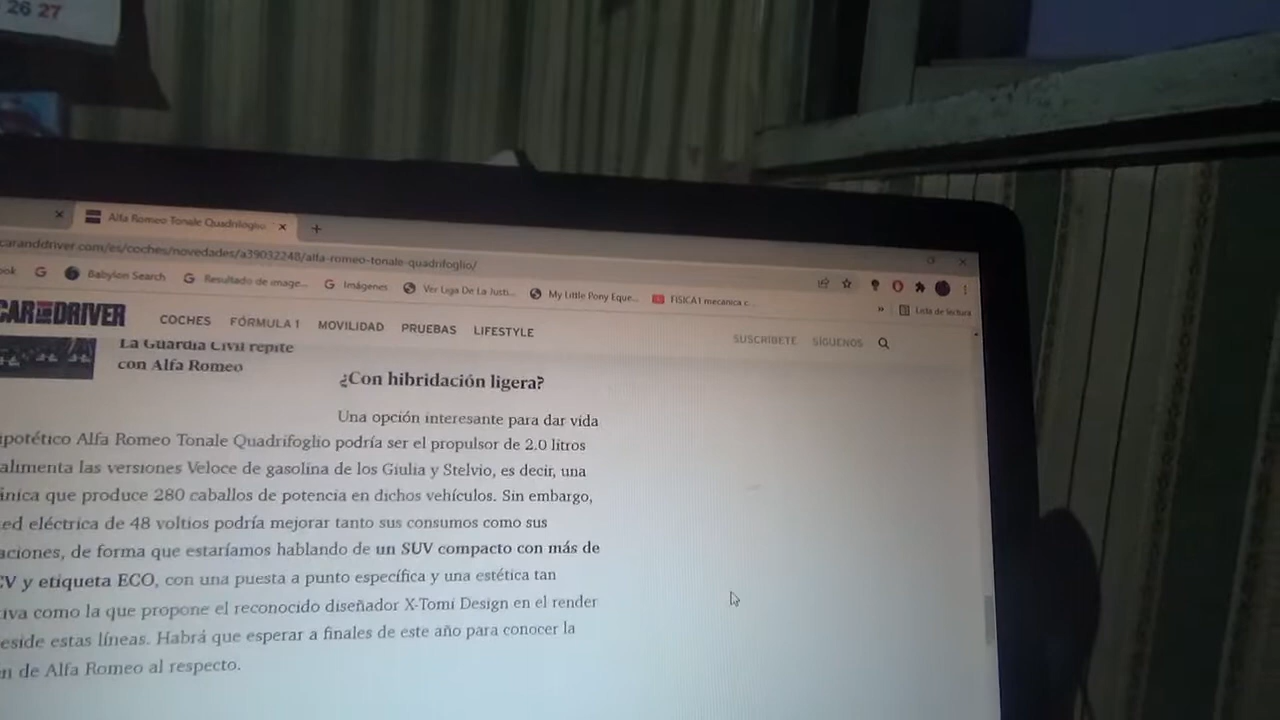 26 27
Alfa Romeo Tonale Quadrifoglio
caranddriver.com/es/coches/novedades/a39032248/alfa-romeo-tonale-quadrifoglio/
ook
Babylon Search
Resultado de image...
Imágenes
Ver Liga De La Justi...
My Little Pony Eque...
FISICA1 mecanica c...
»
Lista de lectura
CAR AND DRIVER
COCHES
FÓRMULA 1
MOVILIDAD
PRUEBAS
LIFESTYLE
SUSCRÍBETE
SÍGUENOS
La Guardia Civil repite
con Alfa Romeo
¿Con hibridación ligera?
Una opción interesante para dar vida
ipotético Alfa Romeo Tonale Quadrifoglio podría ser el propulsor de 2.0 litros
alimenta las versiones Veloce de gasolina de los Giulia y Stelvio, es decir, una
ánica que produce 280 caballos de potencia en dichos vehículos. Sin embargo,
ed eléctrica de 48 voltios podría mejorar tanto sus consumos como sus
aciones, de forma que estaríamos hablando de un SUV compacto con más de
CV y etiqueta ECO, con una puesta a punto específica y una estética tan
iva como la que propone el reconocido diseñador X-Tomi Design en el render
eside estas líneas. Habrá que esperar a finales de este año para conocer la
n de Alfa Romeo al respecto.